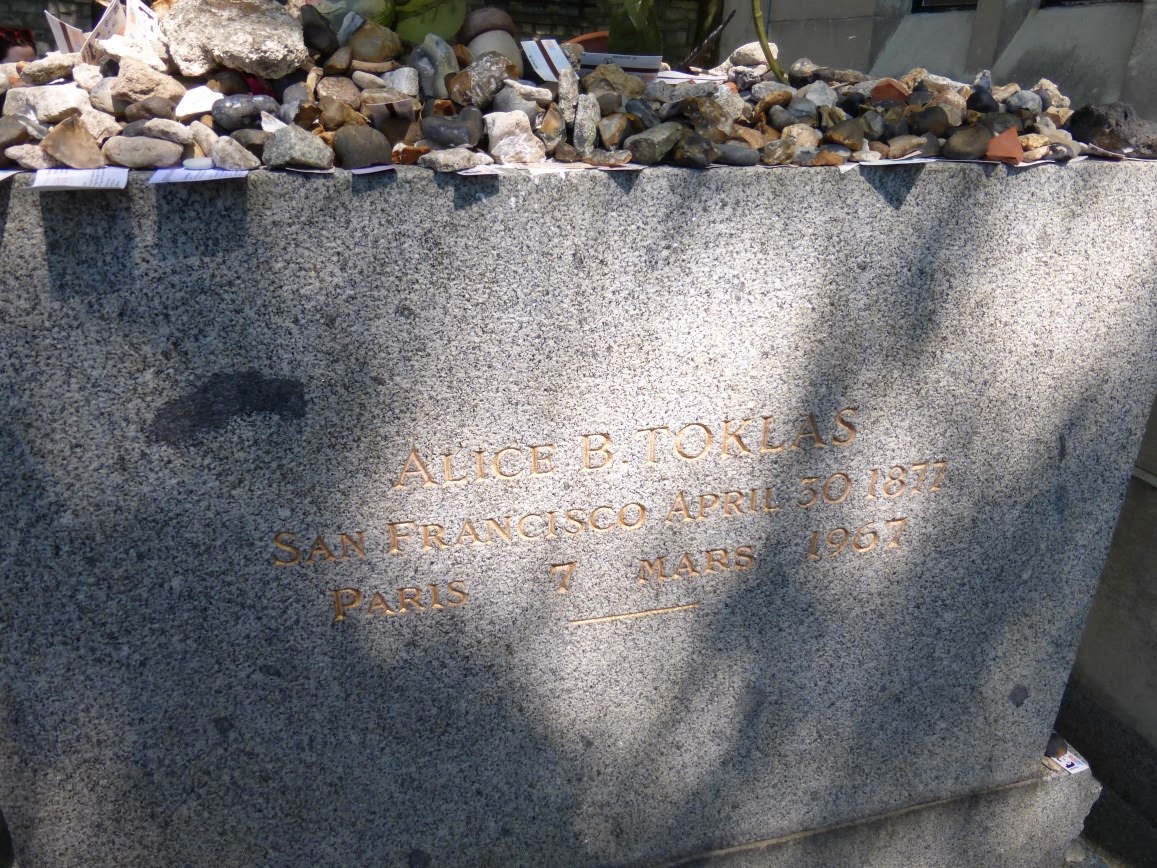 ALICE B. TOKLAS
SAN FRANCISCO APRIL 30 1877
PARIS 7 MARS 1967